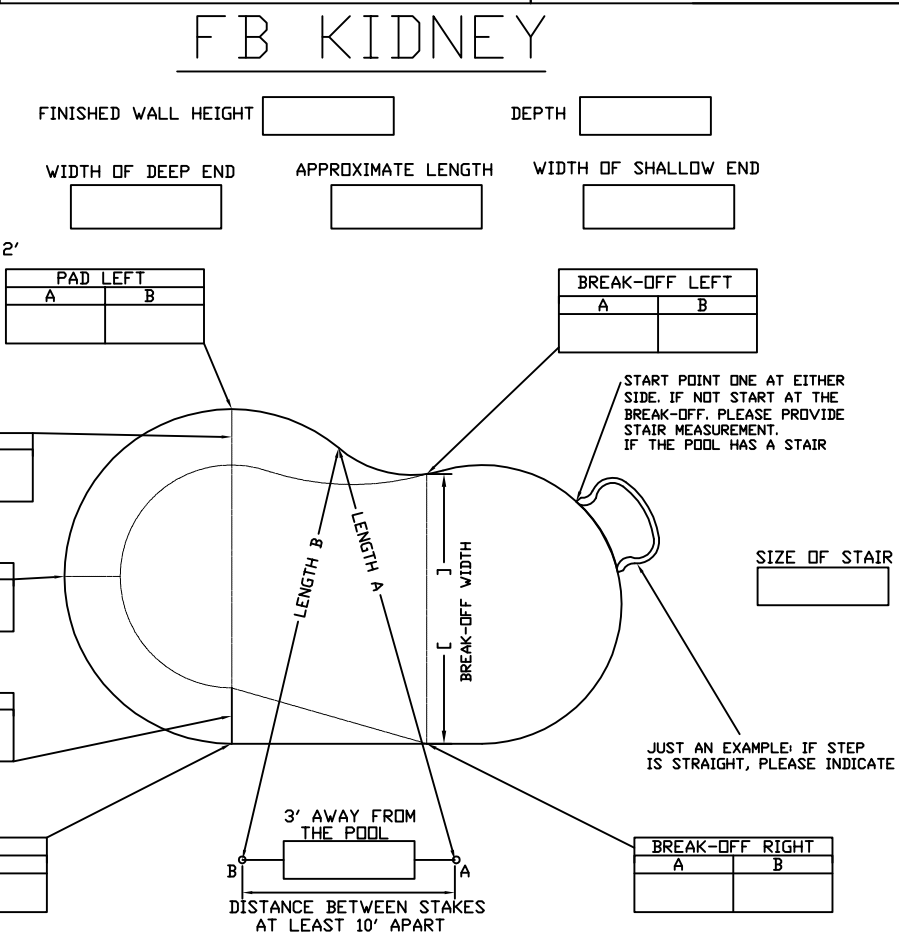 FB KIDNEY
FINISHED WALL HEIGHT
DEPTH
WIDTH OF DEEP END
APPROXIMATE LENGTH
WIDTH OF SHALLOW END
2'
PAD LEFT
A B
BREAK-OFF LEFT
A B
START POINT ONE AT EITHER
SIDE. IF NOT START AT THE
BREAK-OFF. PLEASE PROVIDE
STAIR MEASUREMENT.
IF THE POOL HAS A STAIR
LENGTH B
LENGTH A
[ ]
BREAK-OFF WIDTH
SIZE OF STAIR
JUST AN EXAMPLE: IF STEP
IS STRAIGHT, PLEASE INDICATE
3' AWAY FROM
THE POOL
B
A
DISTANCE BETWEEN STAKES
AT LEAST 10' APART
BREAK-OFF RIGHT
A B